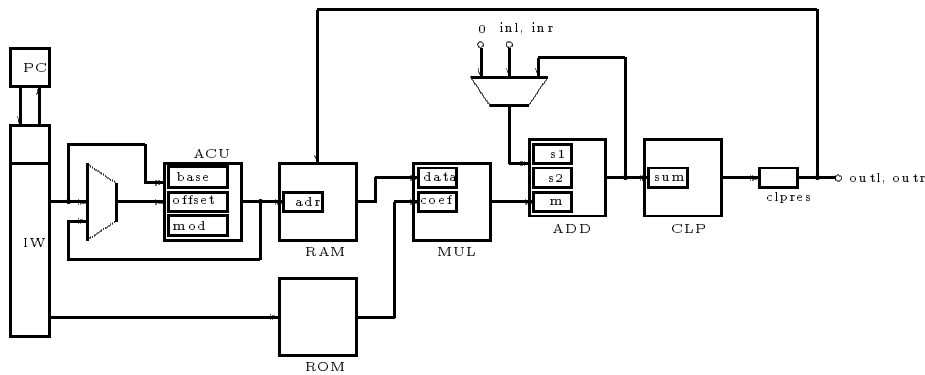 0 inl, inr
PC
ACU
base
offset
mod
adr
RAM
data
coef
MUL
s1
s2
m
ADD
sum
CLP
clpres
outl, outr
IW
ROM